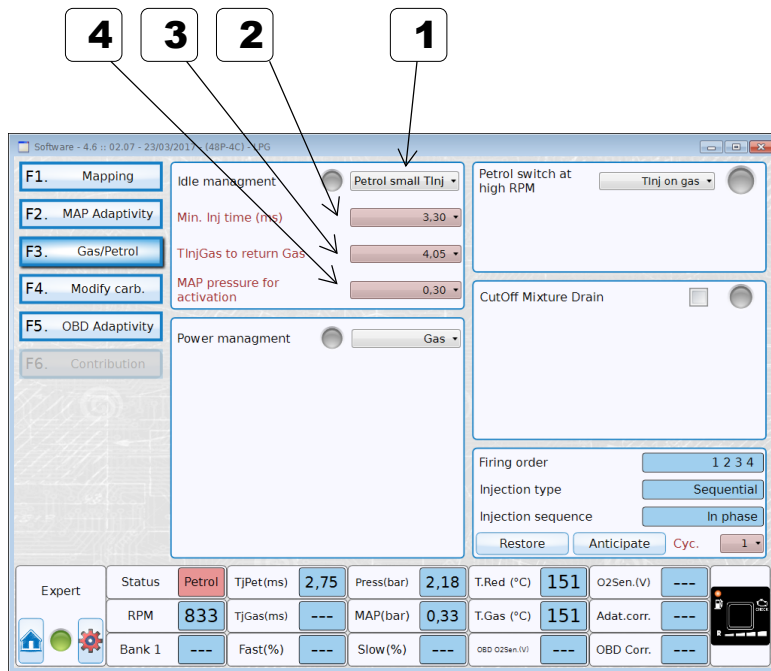 4 3 2 1
Software - 4.6 :: 02.07 - 23/03/2017 - (48P-4C) - LPG
F1. Mapping
F2. MAP Adaptivity
F3. Gas/Petrol
F4. Modify carb.
F5. OBD Adaptivity
F6. Contribution
Idle managment Petrol small TInj
Min. Inj time (ms) 3,30
TInjGas to return Gas 4,05
MAP pressure for
activation 0,30
Power managment Gas
Petrol switch at
high RPM TInj on gas
CutOff Mixture Drain
Firing order 1 2 3 4
Injection type Sequential
Injection sequence In phase
Restore Anticipate Cyc. 1
Expert
Status Petrol TjPet(ms) 2,75 Press(bar) 2,18 T.Red (°C) 151 O2Sen.(V) ---
RPM 833 TjGas(ms) --- MAP(bar) 0,33 T.Gas (°C) 151 Adat.corr. ---
Bank 1 --- Fast(%) --- Slow(%) --- OBD O2Sen.(V) --- OBD Corr. ---
R